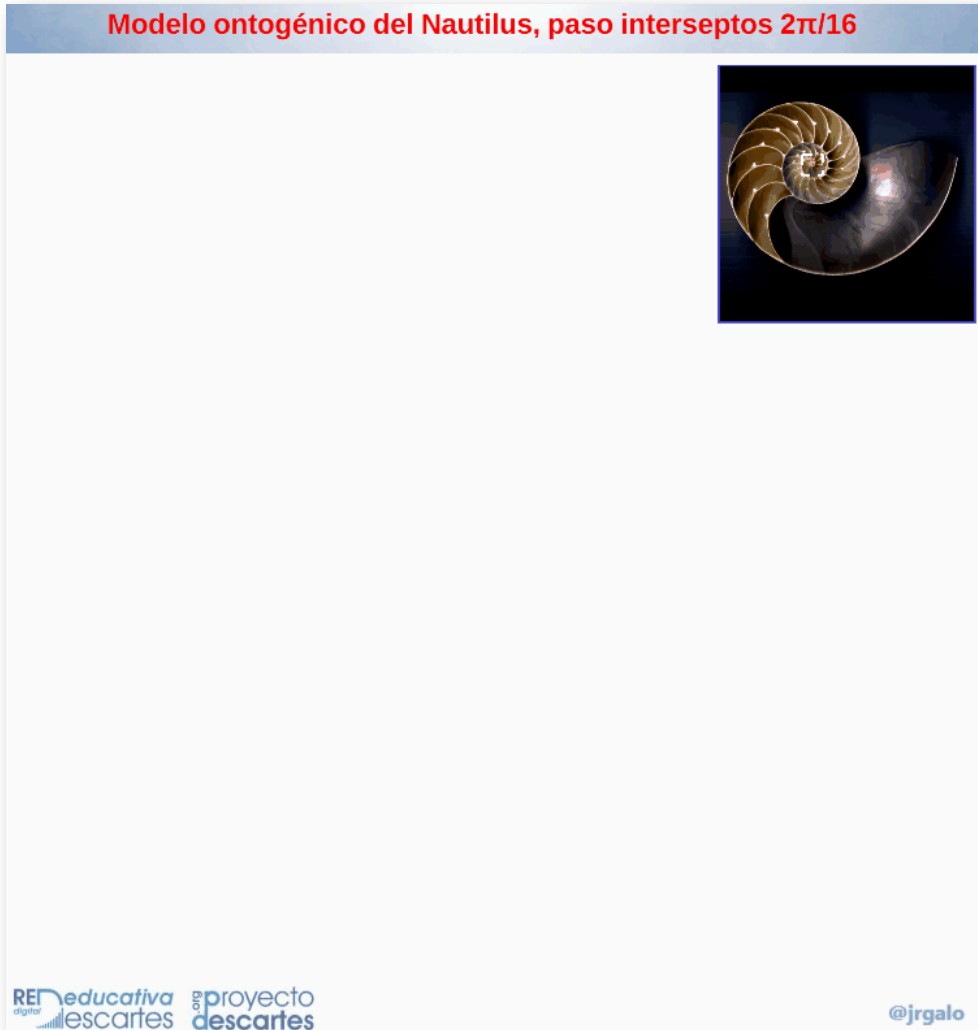 Modelo ontogénico del Nautilus, paso interseptos 2π/16
RED educativa
digital descartes
.org proyecto
descartes
@jrgalo